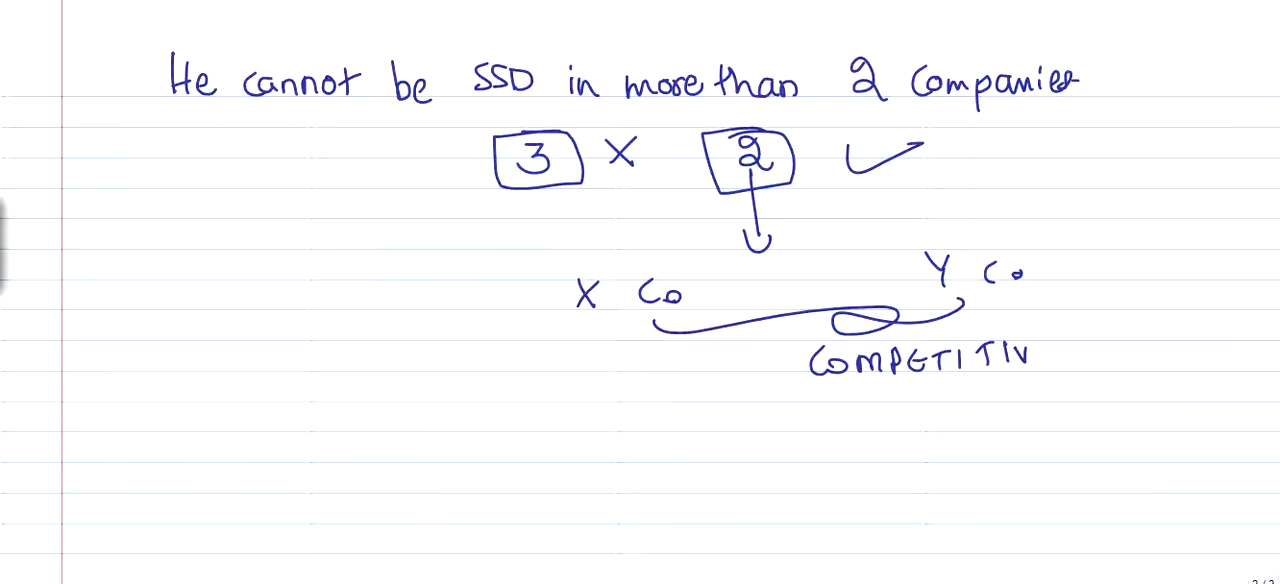 He cannot be SSD in more than 2 Companies
3 X 2 ✓
X Co Y Co
COMPETITIV